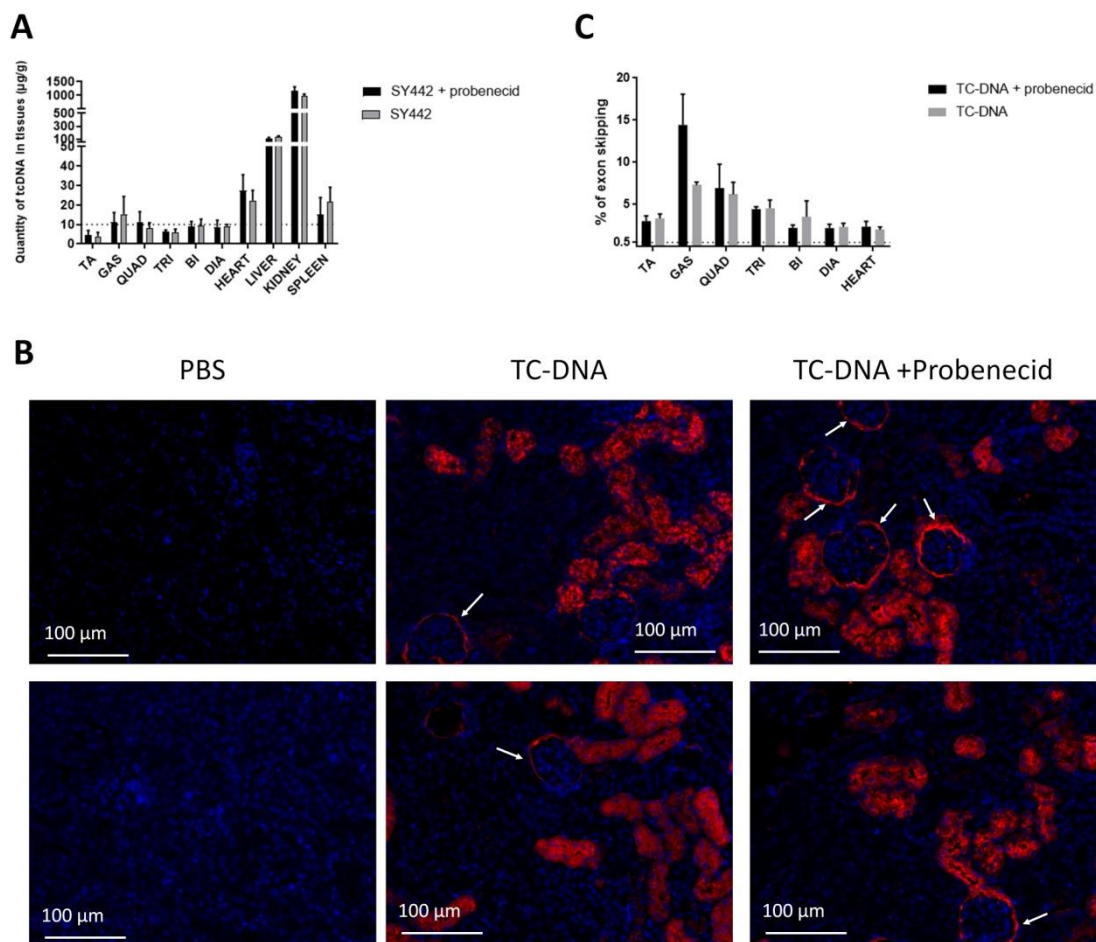 A
Quantity of tcDNA in tissues (µg/g)
1500
1000
500
300
100
50
40
30
20
10
0
SY442 + probenecid
SY442
TA
GAS
QUAD
TRI
BI
DIA
HEART
LIVER
KIDNEY
SPLEEN
C
% of exon skipping
20
15
10
5
0.5
TC-DNA + probenecid
TC-DNA
TA
GAS
QUAD
TRI
BI
DIA
HEART
B
PBS
TC-DNA
TC-DNA +Probenecid
100 µm
100 µm
100 µm
100 µm
100 µm
100 µm